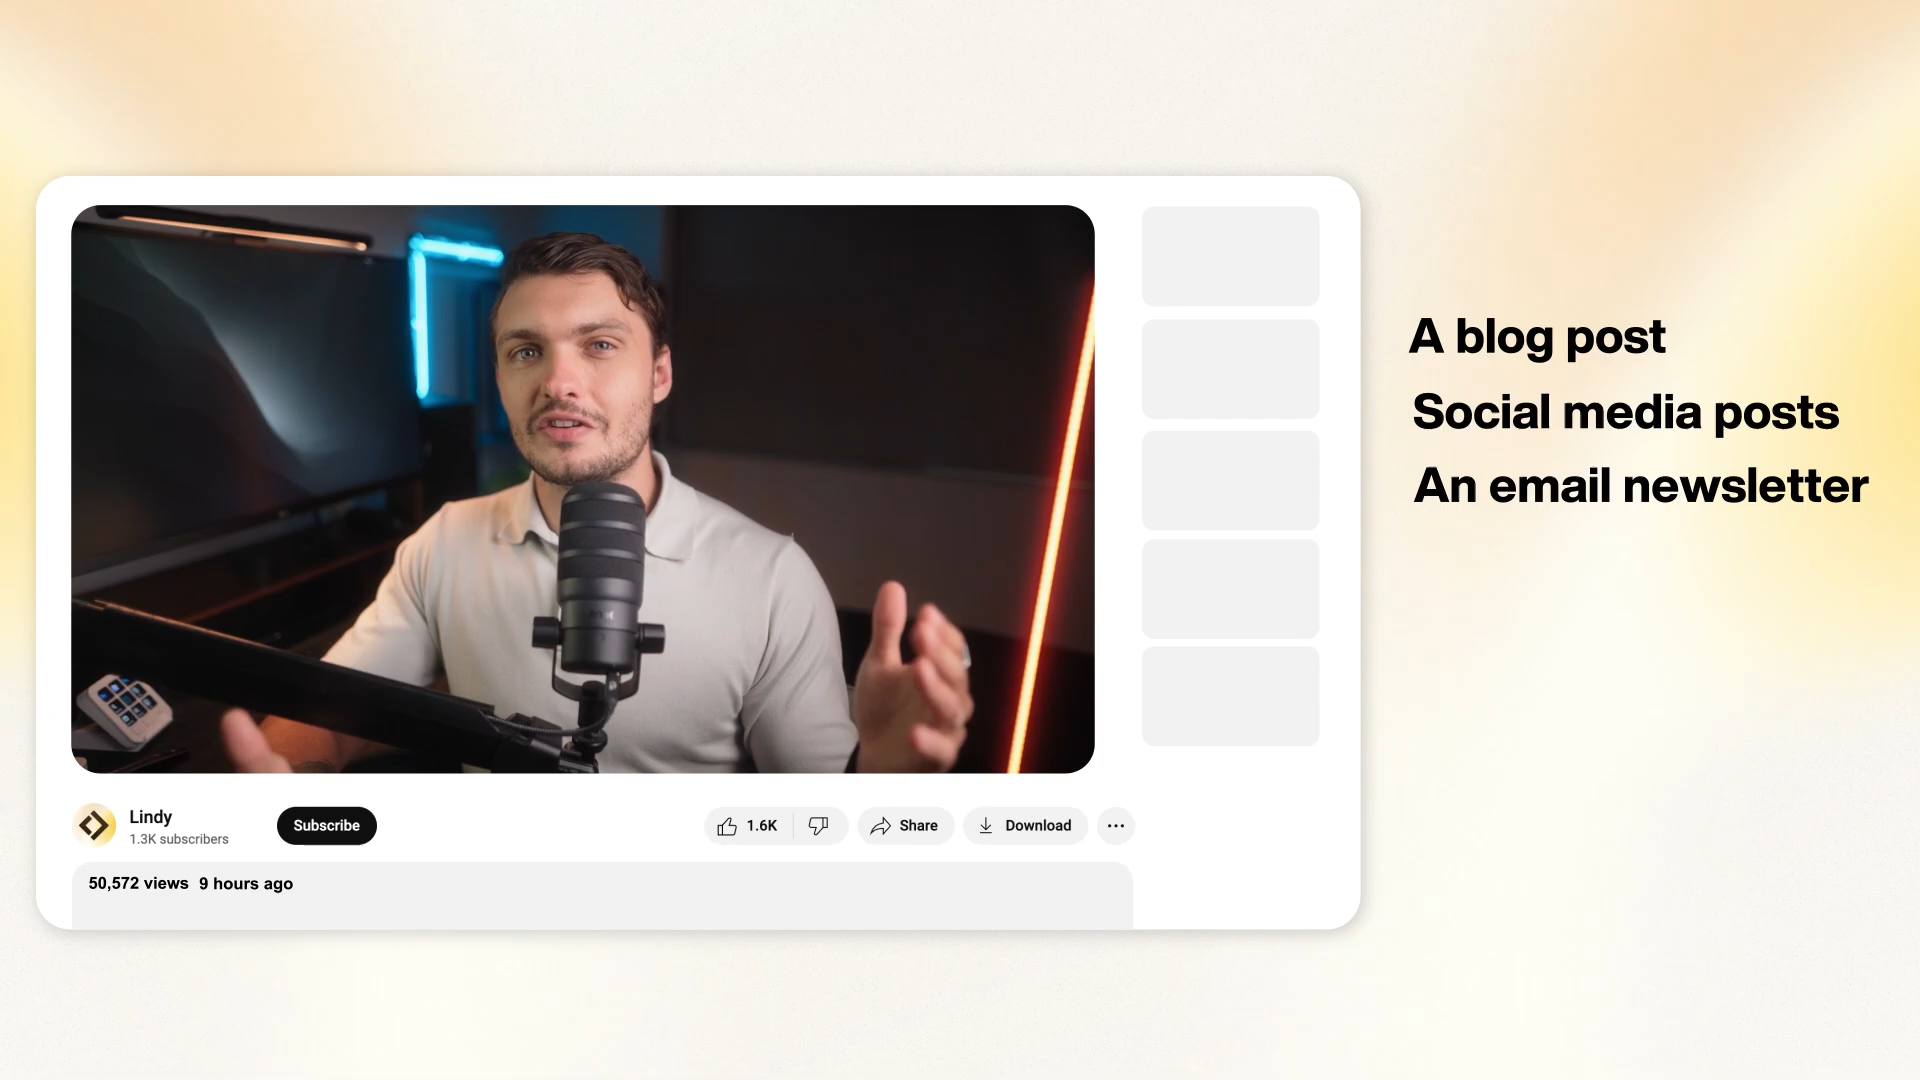 A blog post
Social media posts
An email newsletter
Lindy
1.3K subscribers
Subscribe
1.6K
Share
Download
50,572 views 9 hours ago